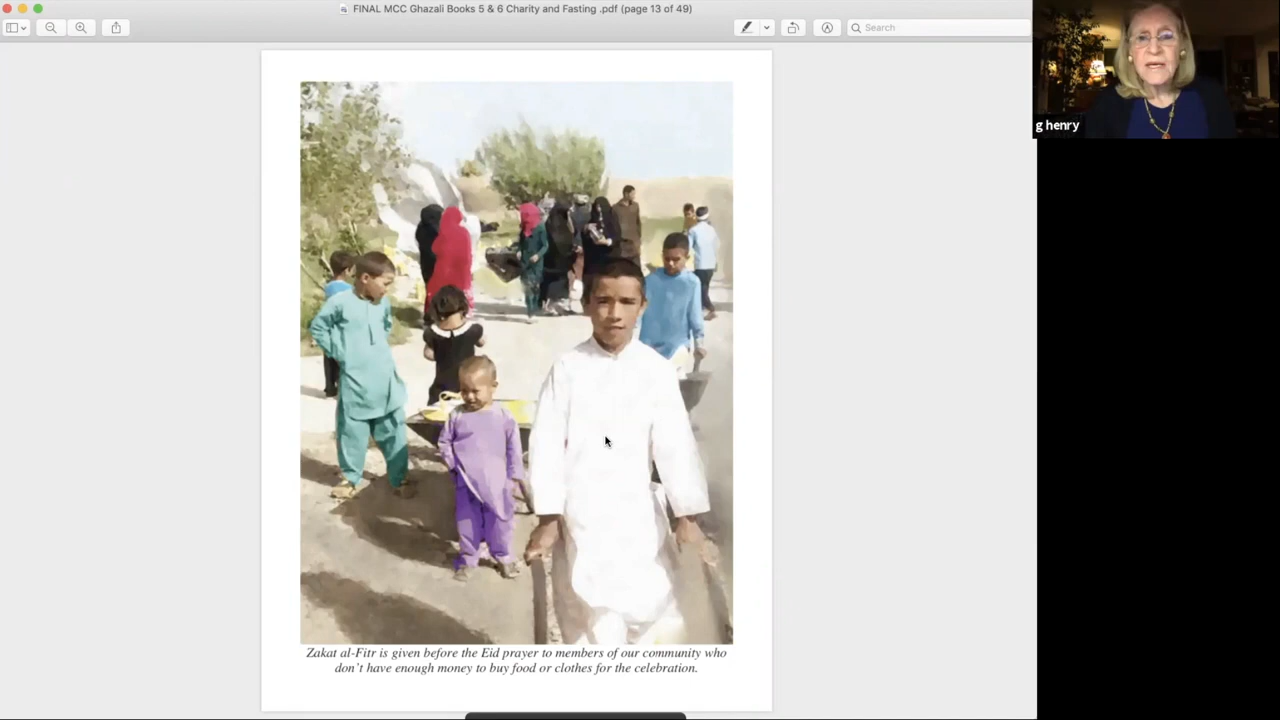 FINAL MCC Ghazali Books 5 & 6 Charity and Fasting .pdf (page 13 of 49)
Search
g henry
Zakat al-Fitr is given before the Eid prayer to members of our community who
don't have enough money to buy food or clothes for the celebration.